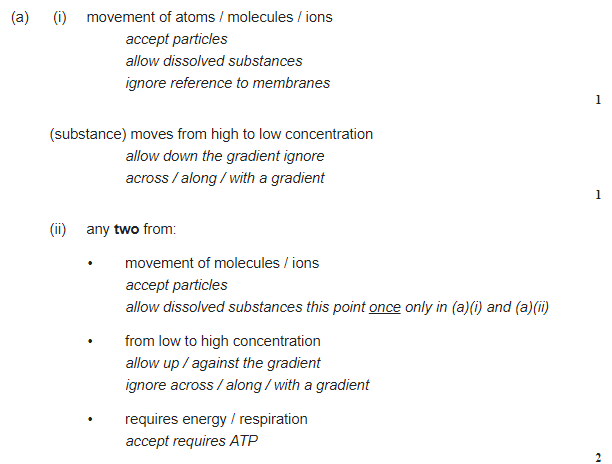 (a) (i) movement of atoms / molecules / ions
accept particles
allow dissolved substances
ignore reference to membranes
1
(substance) moves from high to low concentration
allow down the gradient ignore
across / along / with a gradient
1
(ii) any two from:
• movement of molecules / ions
accept particles
allow dissolved substances this point once only in (a)(i) and (a)(ii)
• from low to high concentration
allow up / against the gradient
ignore across / along / with a gradient
• requires energy / respiration
accept requires ATP
2